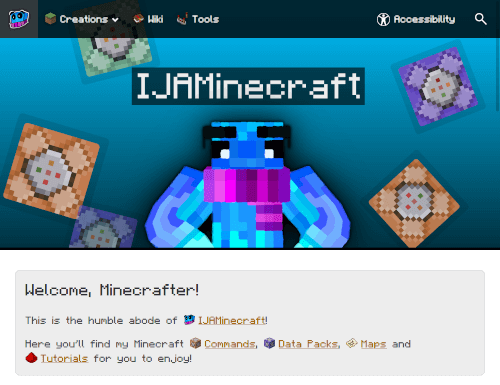 Creations Wiki Tools Accessibility
IJAMinecraft
Welcome, Minecrafter!
This is the humble abode of IJAMinecraft!
Here you'll find my Minecraft Commands, Data Packs, Maps and
Tutorials for you to enjoy!